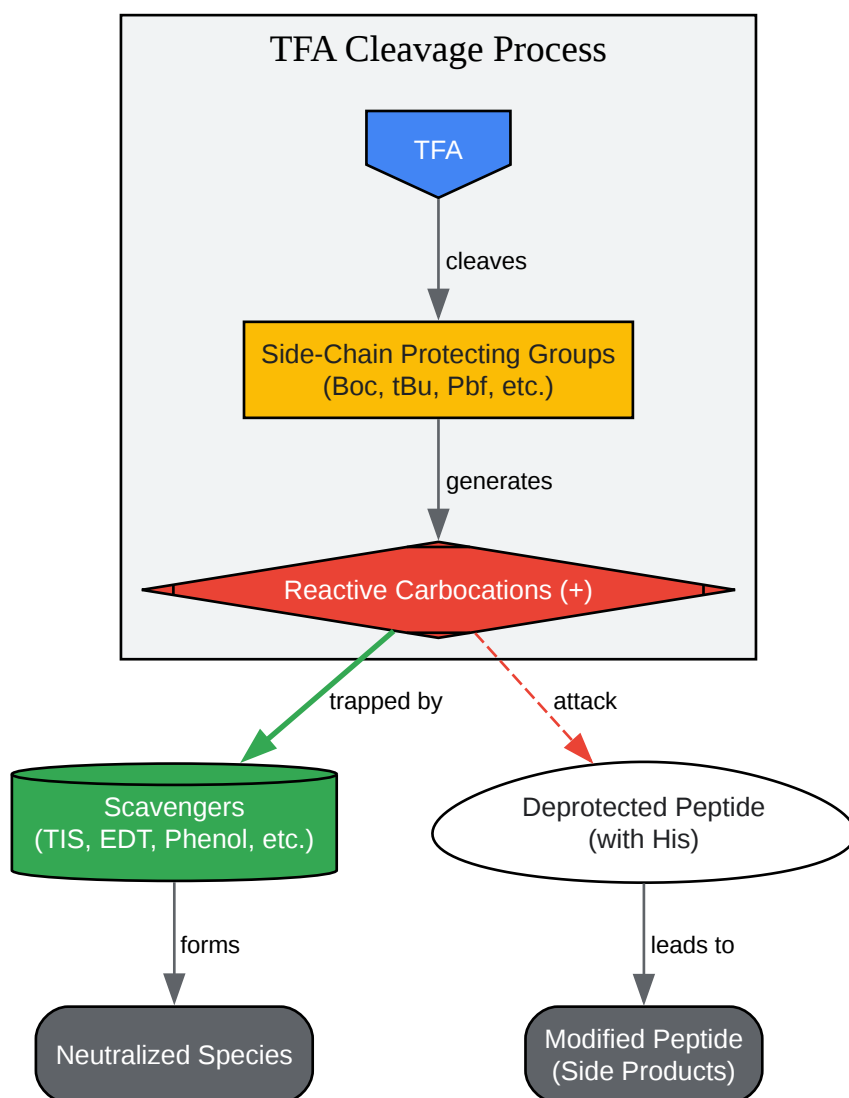 TFA Cleavage Process
TFA
cleaves
Side-Chain Protecting Groups
(Boc, tBu, Pbf, etc.)
generates
Reactive Carbocations (+)
trapped by
attack
Scavengers
(TIS, EDT, Phenol, etc.)
Deprotected Peptide
(with His)
forms
leads to
Neutralized Species
Modified Peptide
(Side Products)